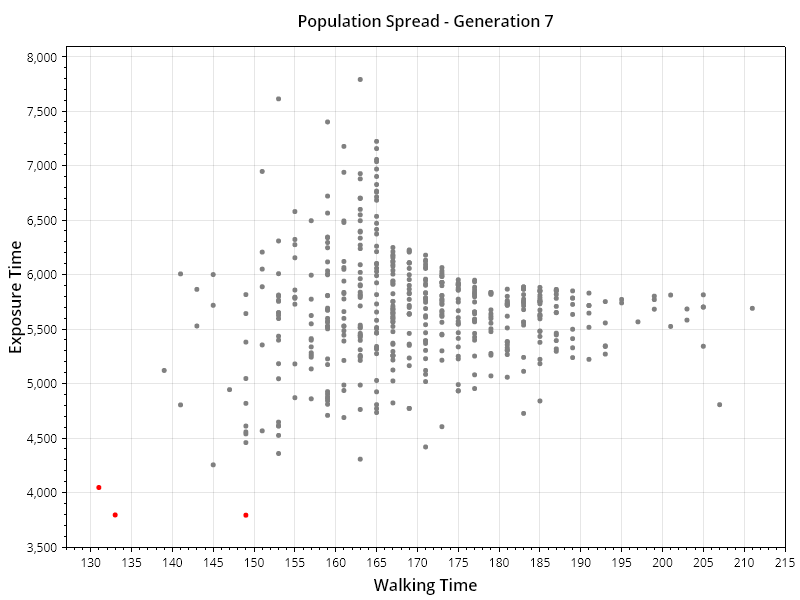 Population Spread - Generation 7
8,000
7,500
7,000
6,500
6,000
5,500
5,000
4,500
4,000
3,500
Exposure Time
130 135 140 145 150 155 160 165 170 175 180 185 190 195 200 205 210 215
Walking Time